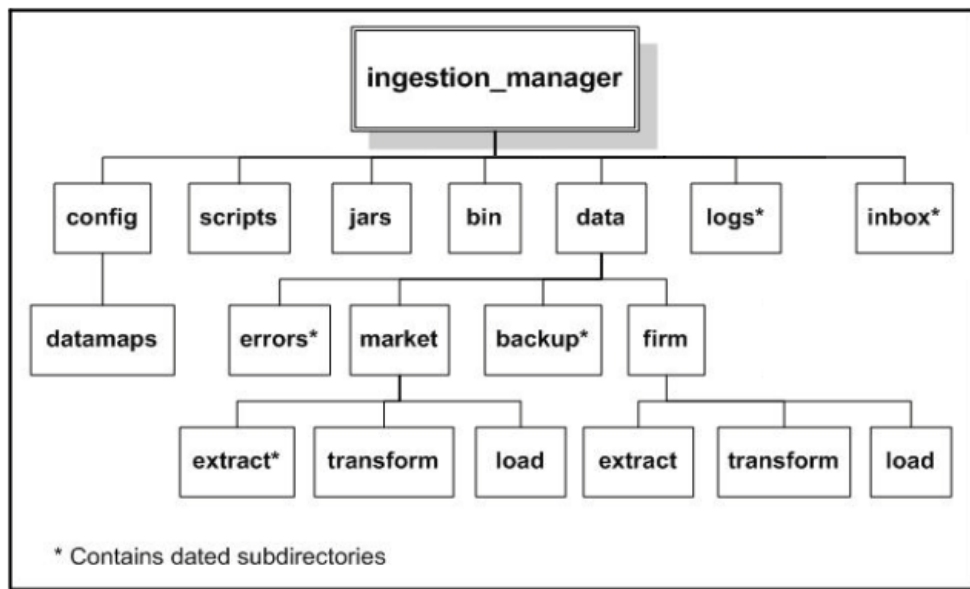 ingestion_manager
config scripts jars bin data logs* inbox*
datamaps errors* market backup* firm
extract* transform load extract transform load
* Contains dated subdirectories